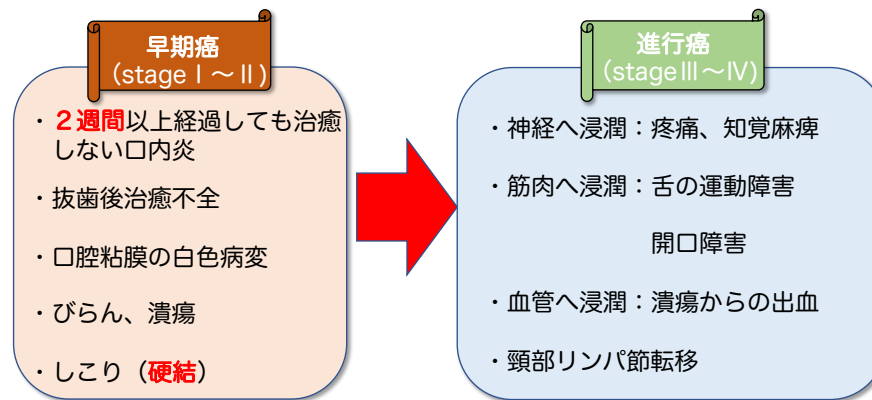 早期癌
（stageⅠ～Ⅱ）
・２週間以上経過しても治癒
しない口内炎
・抜歯後治癒不全
・口腔粘膜の白色病変
・びらん、潰瘍
・しこり（硬結）
進行癌
（stageⅢ～Ⅳ）
・神経へ浸潤：疼痛、知覚麻痺
・筋肉へ浸潤：舌の運動障害
開口障害
・血管へ浸潤：潰瘍からの出血
・頸部リンパ節転移